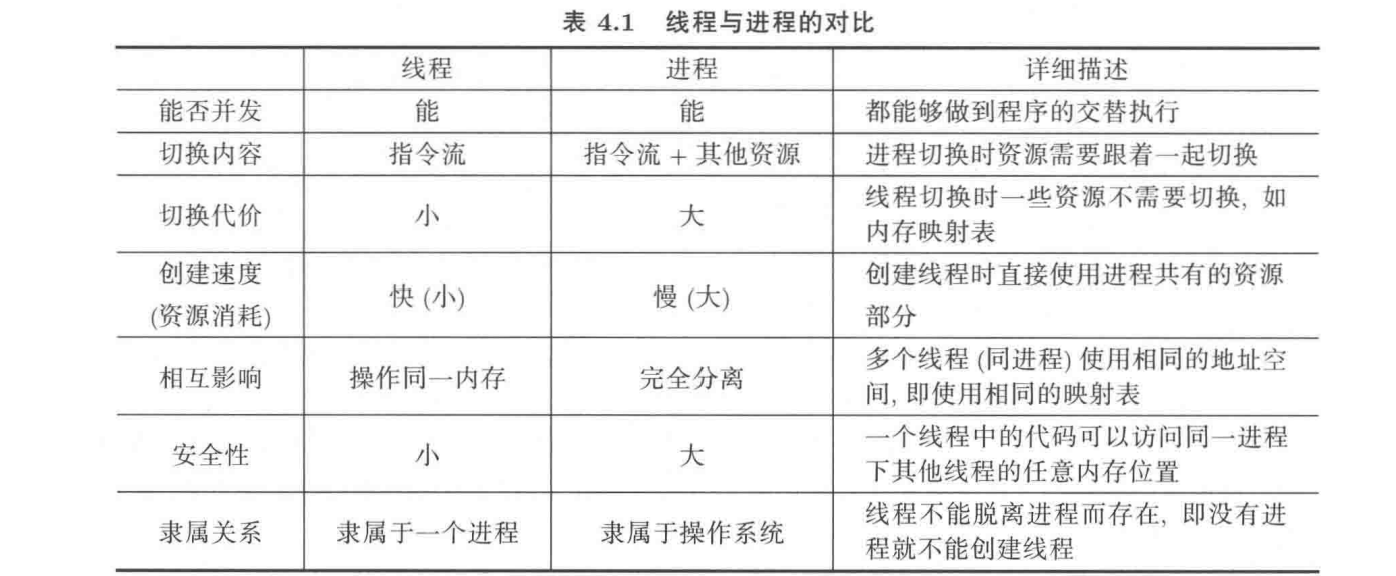 表 4.1 线程与进程的对比
线程 进程 详细描述
能否并发 能 能 都能够做到程序的交替执行
切换内容 指令流 指令流 + 其他资源 进程切换时资源需要跟着一起切换
切换代价 小 大 线程切换时一些资源不需要切换, 如
内存映射表
创建速度
(资源消耗) 快 (小) 慢 (大) 创建线程时直接使用进程共有的资源
部分
相互影响 操作同一内存 完全分离 多个线程 (同进程) 使用相同的地址空
间, 即使用相同的映射表
安全性 小 大 一个线程中的代码可以访问同一进程
下其他线程的任意内存位置
隶属关系 隶属于一个进程 隶属于操作系统 线程不能脱离进程而存在, 即没有进
程就不能创建线程